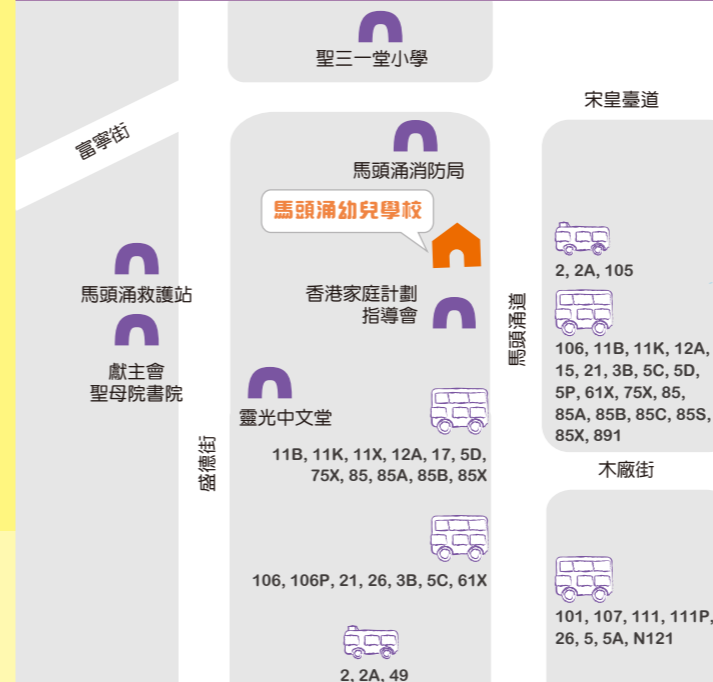 聖三一堂小學
宋皇臺道
富寧街
馬頭涌消防局
馬頭涌幼兒學校
馬頭涌救護站
香港家庭計劃
指導會
2, 2A, 105
馬頭涌道
106, 11B, 11K, 12A,
15, 21, 3B, 5C, 5D,
5P, 61X, 75X, 85,
85A, 85B, 85C, 85S,
85X, 891
獻主會
聖母院書院
靈光中文堂
盛德街
11B, 11K, 11X, 12A, 17, 5D,
75X, 85, 85A, 85B, 85X
木廠街
106, 106P, 21, 26, 3B, 5C, 61X
101, 107, 111, 111P,
26, 5, 5A, N121
2, 2A, 49